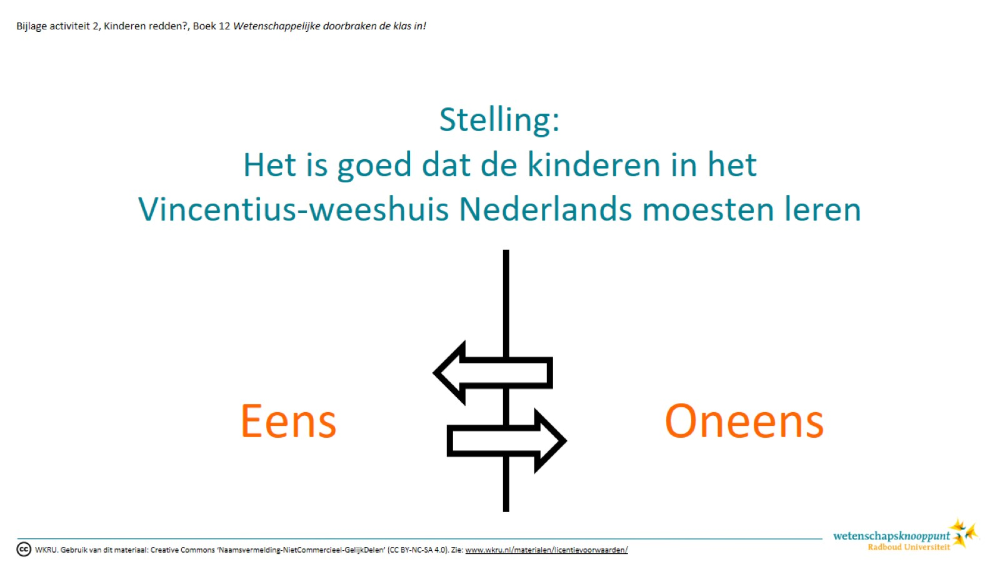 Bijlage activiteit 2, Kinderen redden?, Boek 12 Wetenschappelijke doorbraken de klas in!
Stelling:
Het is goed dat de kinderen in het
Vincentius-weeshuis Nederlands moesten leren
Eens
Oneens
wetenschapsknooppunt
Radboud Universiteit
cc WKRU. Gebruik van dit materiaal: Creative Commons ‘Naamsvermelding-NietCommercieel-GelijkDelen’ (CC BY-NC-SA 4.0). Zie: www.wkru.nl/materialen/licentievoorwaarden/